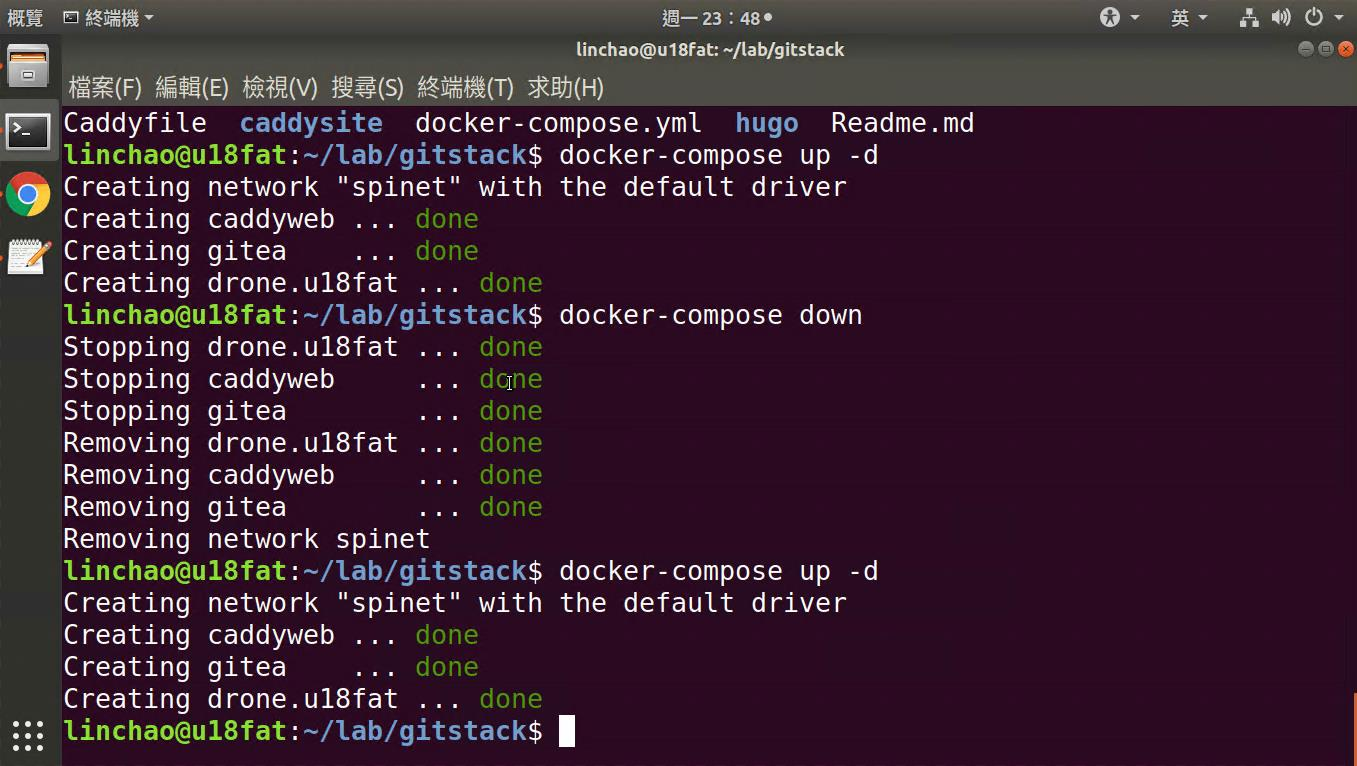 概覽 終端機 週一 23：48 英
linchao@u18fat: ~/lab/gitstack
檔案(F) 編輯(E) 檢視(V) 搜尋(S) 終端機(T) 求助(H)
Caddyfile caddysite docker-compose.yml hugo Readme.md
linchao@u18fat:~/lab/gitstack$ docker-compose up -d
Creating network "spinet" with the default driver
Creating caddyweb ... done
Creating gitea    ... done
Creating drone.u18fat ... done
linchao@u18fat:~/lab/gitstack$ docker-compose down
Stopping drone.u18fat ... done
Stopping caddyweb     ... done
Stopping gitea        ... done
Removing drone.u18fat ... done
Removing caddyweb     ... done
Removing gitea        ... done
Removing network spinet
linchao@u18fat:~/lab/gitstack$ docker-compose up -d
Creating network "spinet" with the default driver
Creating caddyweb ... done
Creating gitea    ... done
Creating drone.u18fat ... done
linchao@u18fat:~/lab/gitstack$